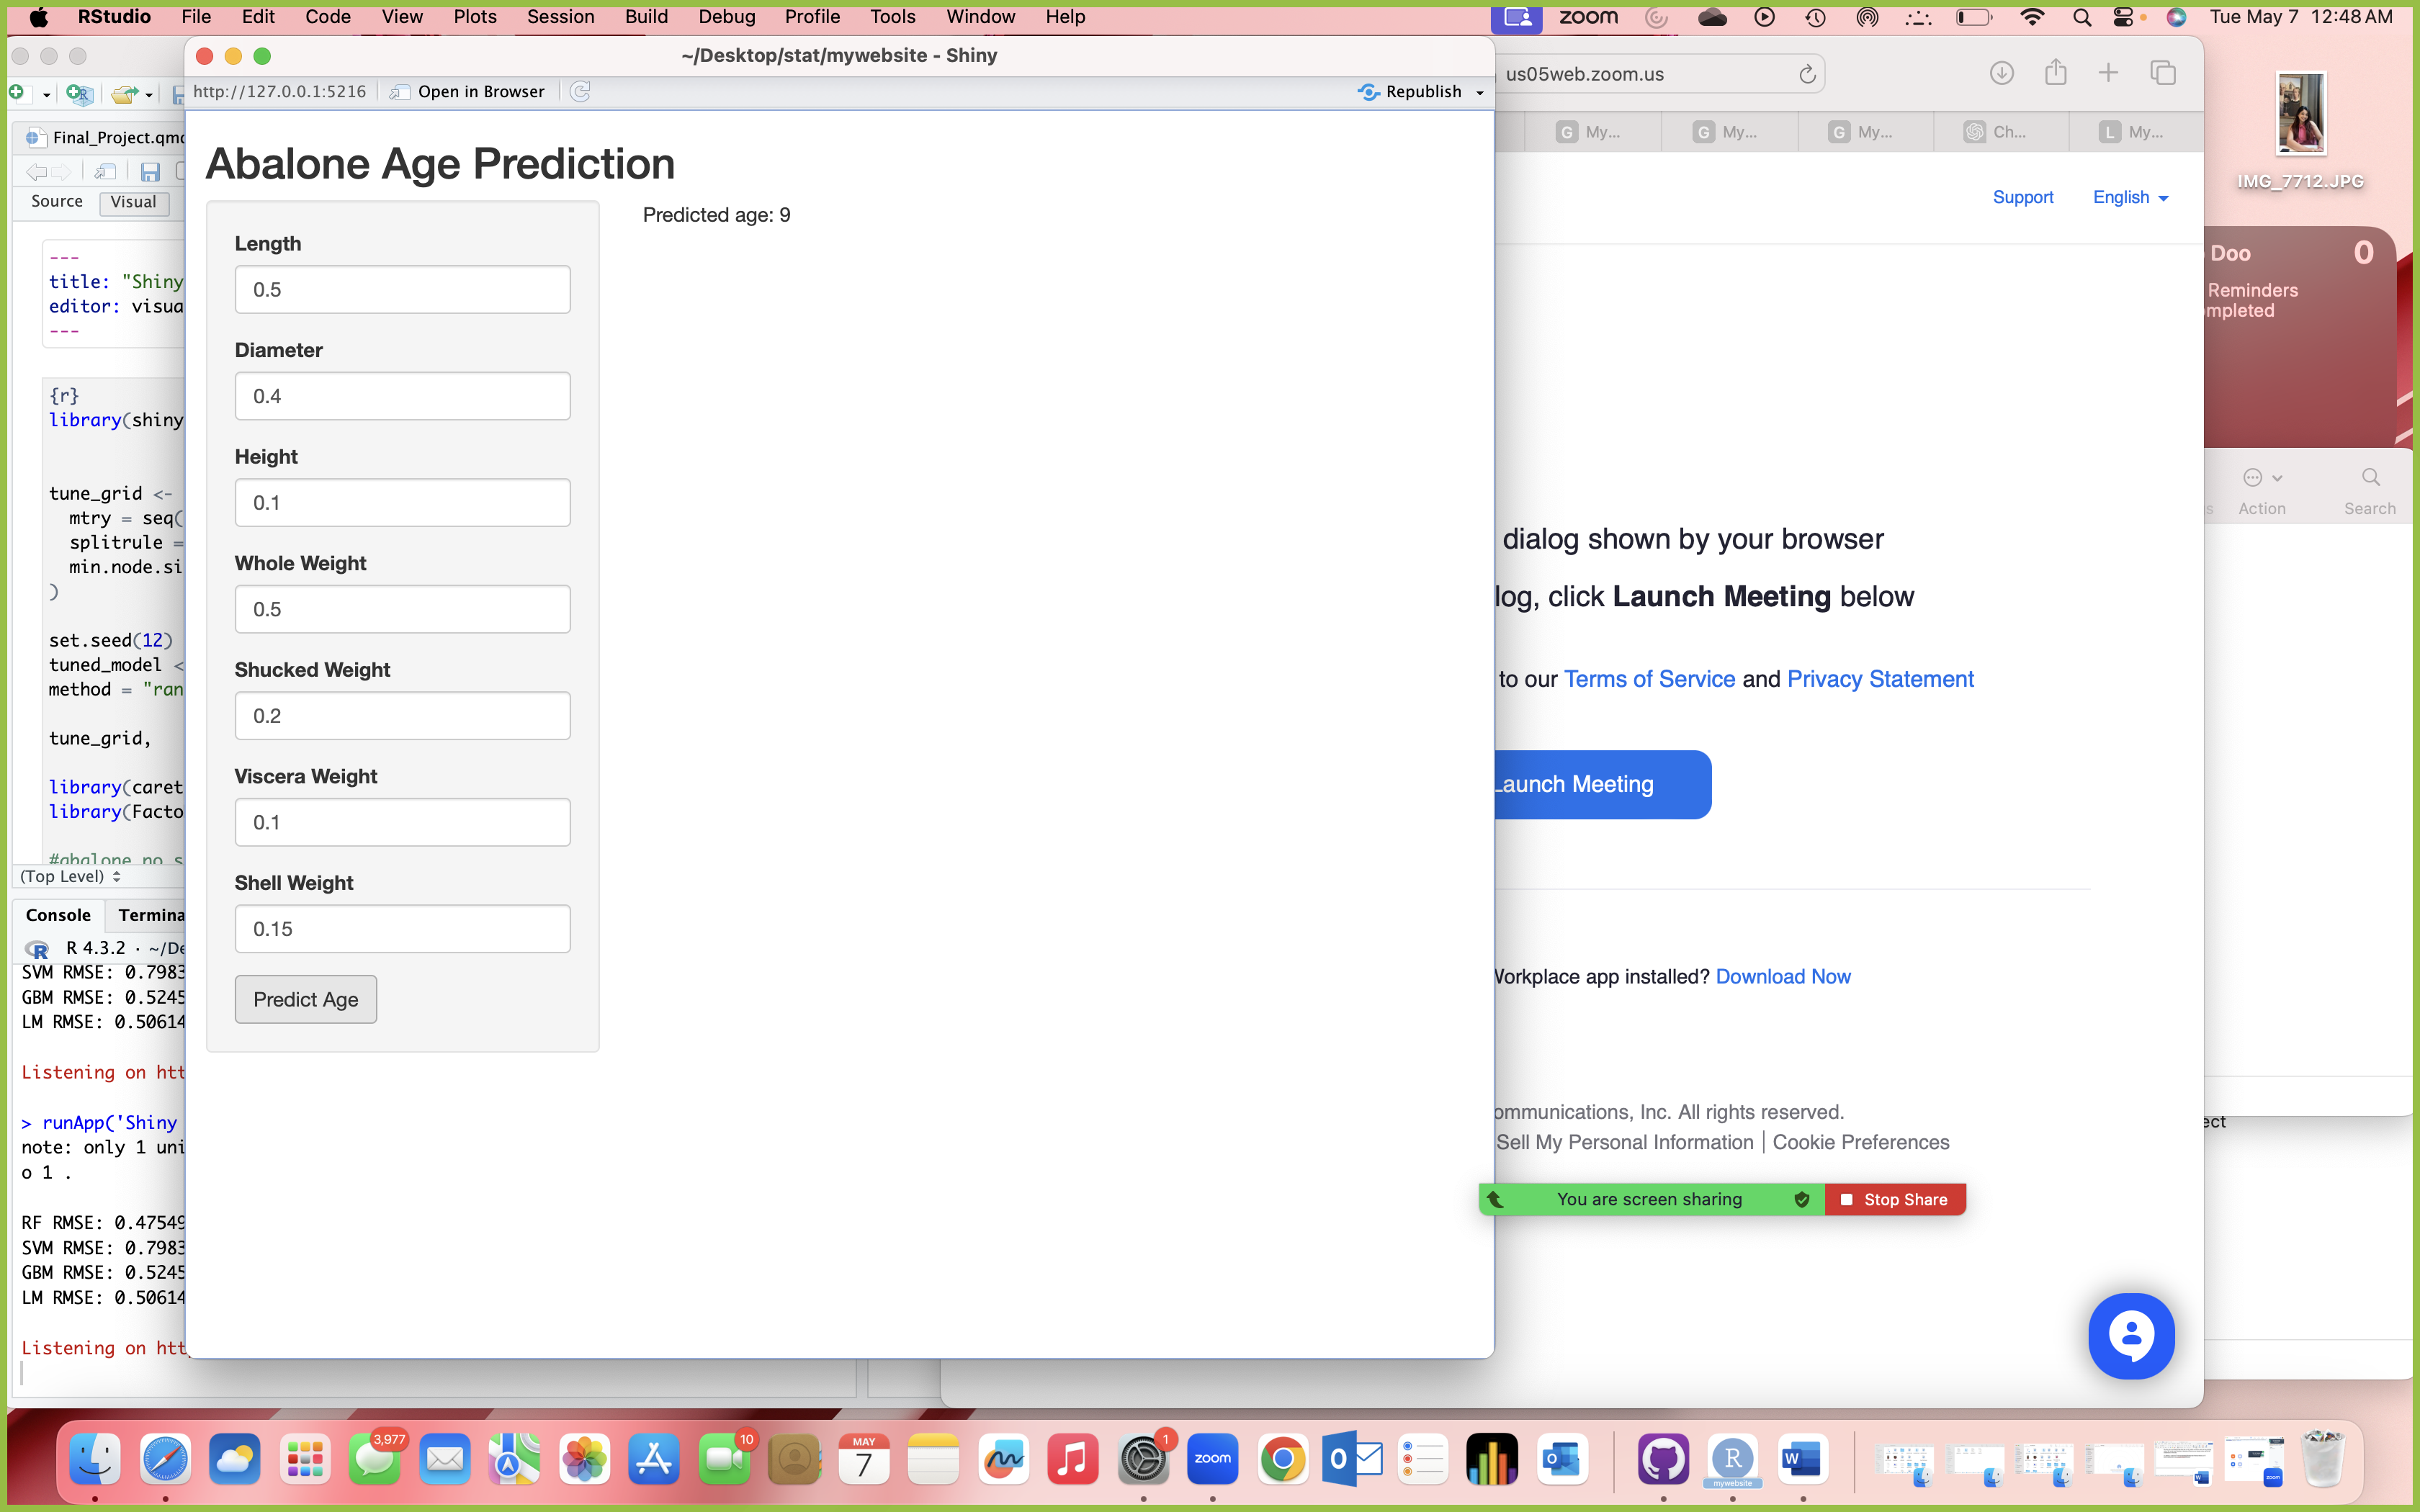 RStudio File Edit Code View Plots Session Build Debug Profile Tools Window Help
zoom
Tue May 7 12:48 AM
~/Desktop/stat/mywebsite - Shiny
http://127.0.0.1:5216 Open in Browser
Republish
Abalone Age Prediction
Predicted age: 9
Length
0.5
Diameter
0.4
Height
0.1
Whole Weight
0.5
Shucked Weight
0.2
Viscera Weight
0.1
Shell Weight
0.15
Predict Age
Final_Project.qmd
Source Visual
---
title: "Shiny
editor: visua
---
{r}
library(shiny
tune_grid <-
mtry = seq(
splitrule =
min.node.si
)
set.seed(12)
tuned_model <
method = "ran
tune_grid,
library(caret
library(Facto
#abalone_no_s
(Top Level)
Console Termina
R 4.3.2 · ~/De
SVM RMSE: 0.7983
GBM RMSE: 0.5245
LM RMSE: 0.50614
Listening on htt
> runApp('Shiny
note: only 1 uni
o 1 .
RF RMSE: 0.47549
SVM RMSE: 0.7983
GBM RMSE: 0.5245
LM RMSE: 0.50614
Listening on htt
us05web.zoom.us
G My... G My... G My... Ch... L My...
Support English
dialog shown by your browser
log, click Launch Meeting below
to our Terms of Service and Privacy Statement
Launch Meeting
Workplace app installed? Download Now
ommunications, Inc. All rights reserved.
Sell My Personal Information | Cookie Preferences
You are screen sharing Stop Share
IMG_7712.JPG
Doo 0
Reminders
mpleted
s Action Search
ect
3,977
10
MAY
7
1
zoom
O
O
R
mywebsite
W